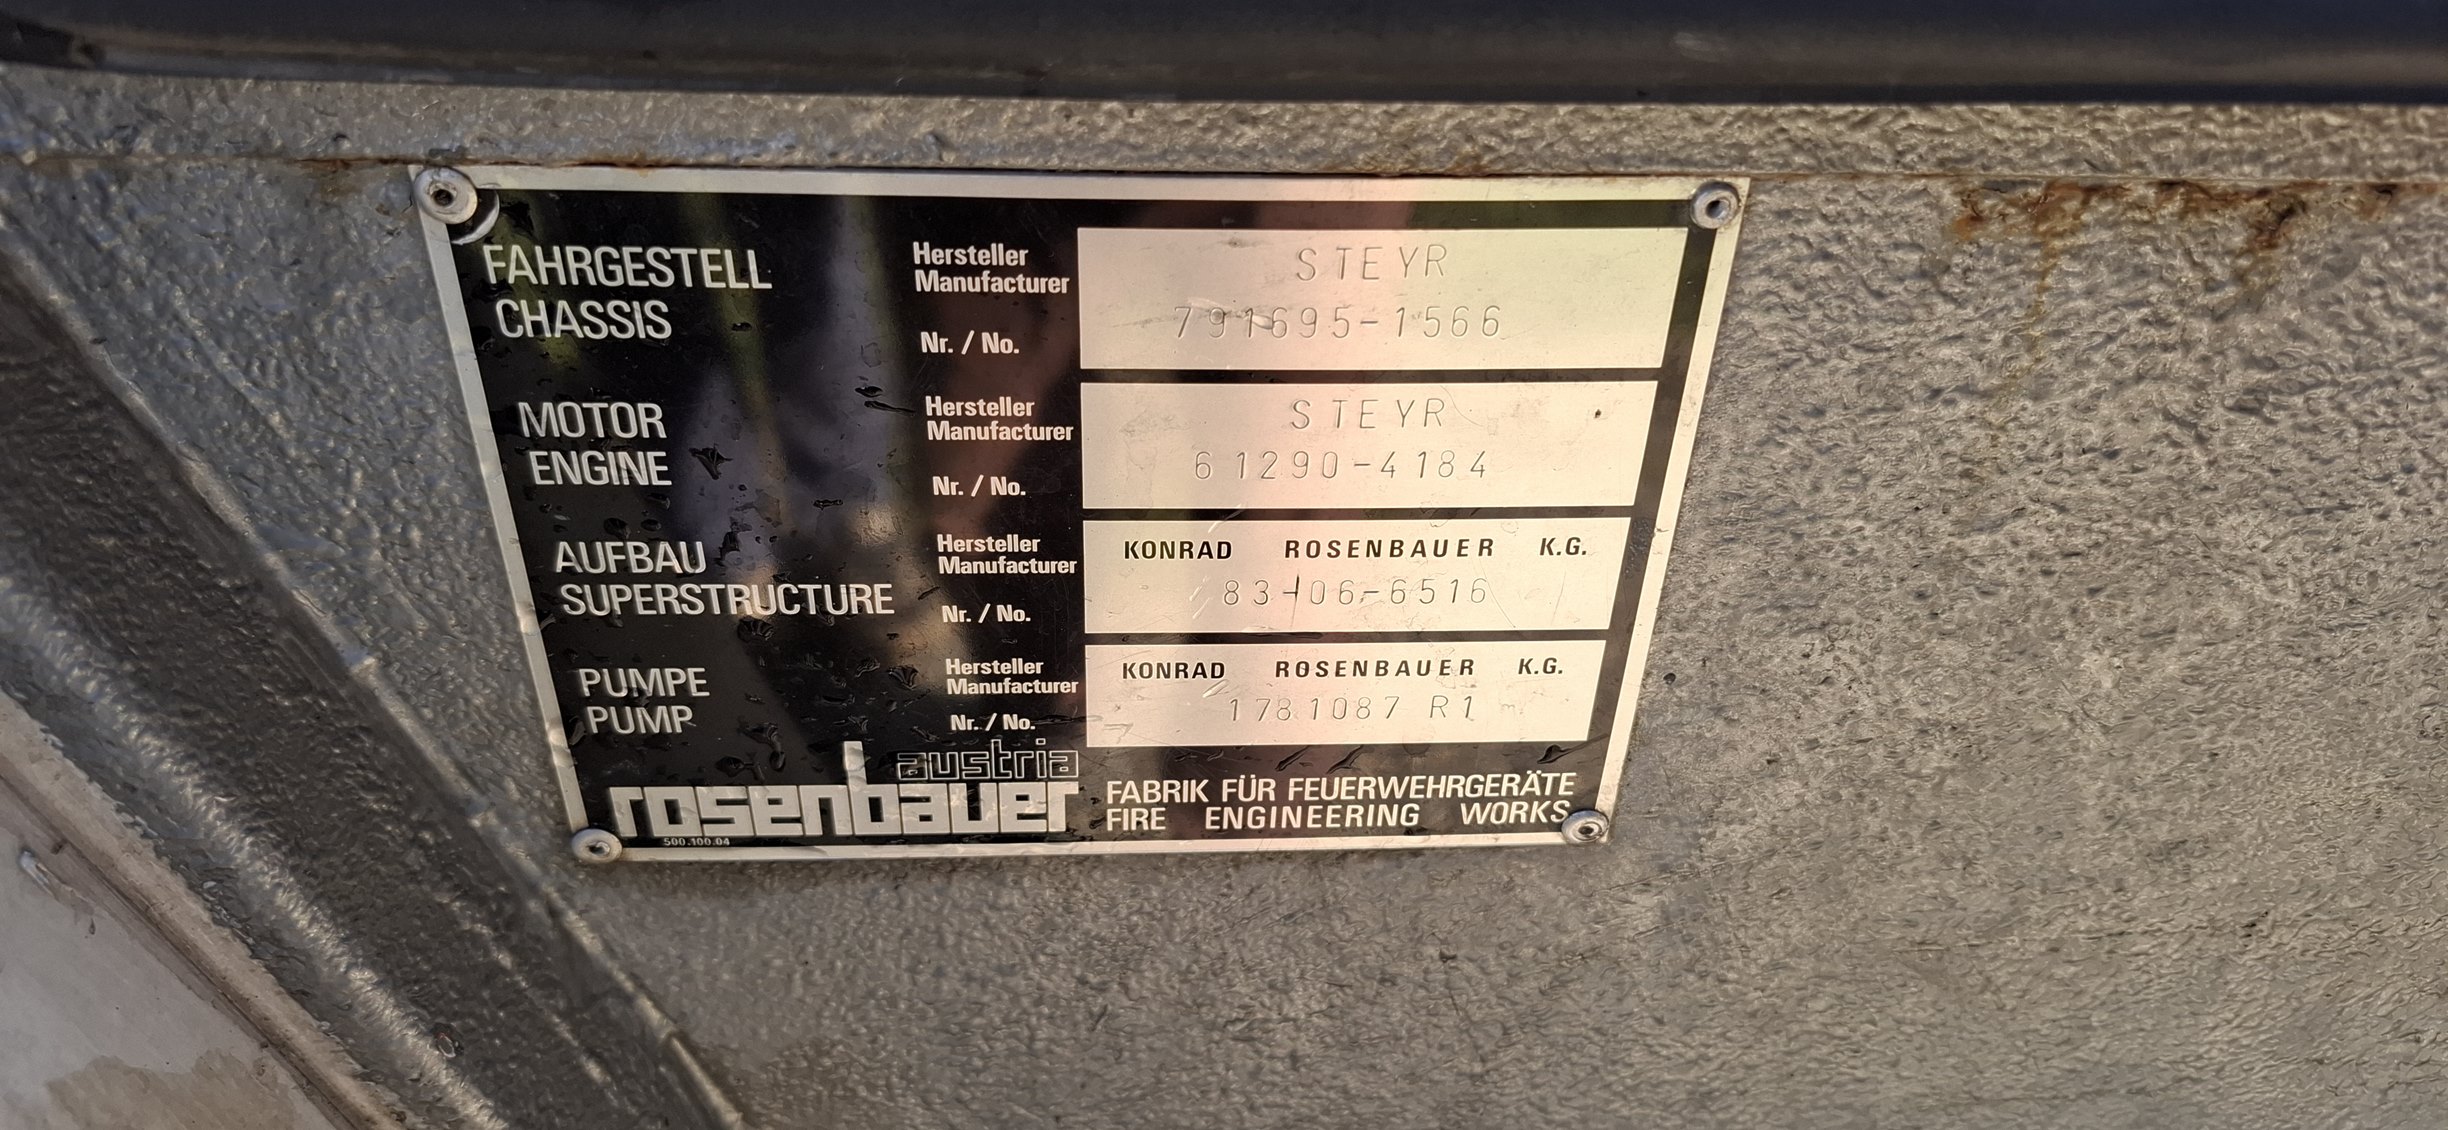 FAHRGESTELL
CHASSIS
Hersteller
Manufacturer
STEYR
Nr. / No.
791695-1566
MOTOR
ENGINE
Hersteller
Manufacturer
STEYR
Nr. / No.
61290-4184
AUFBAU
SUPERSTRUCTURE
Hersteller
Manufacturer
KONRAD ROSENBAUER K.G.
Nr. / No.
83-06-6516
PUMPE
PUMP
Hersteller
Manufacturer
KONRAD ROSENBAUER K.G.
Nr. / No.
1781087 R1
austria
rosenbauer
500.100.04
FABRIK FÜR FEUERWEHRGERÄTE
FIRE ENGINEERING WORKS